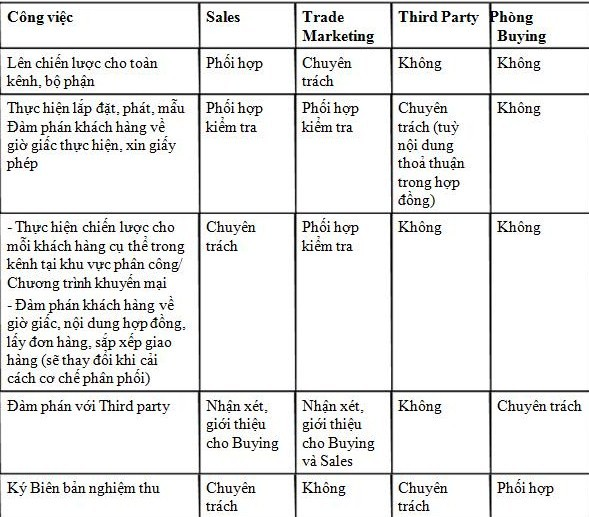 Công việc Sales Trade Third Party Phòng
Marketing Buying
Lên chiến lược cho toàn Phối hợp Chuyên Không Không
kênh, bộ phận trách
Thực hiện lắp đặt, phát, mẫu Phối hợp Phối hợp Chuyên Không
Đàm phán khách hàng về kiểm tra kiểm tra trách (tuỳ
giờ giấc thực hiện, xin giấy nội dung
phép thoả thuận
trong hợp
đồng)
- Thực hiện chiến lược cho Chuyên Phối hợp Không Không
mỗi khách hàng cụ thể trong trách kiểm tra
kênh tại khu vực phân công/
Chương trình khuyến mại
- Đàm phán khách hàng về
giờ giấc, nội dung hợp đồng,
lấy đơn hàng, sắp xếp giao
hàng (sẽ thay đổi khi cải
cách cơ chế phân phối)
Đàm phán với Third party Nhận xét, Nhận xét, Không Chuyên trách
giới thiệu giới thiệu
cho Buying cho Buying
và Sales
Ký Biên bản nghiệm thu Chuyên Không Chuyên Phối hợp
trách trách